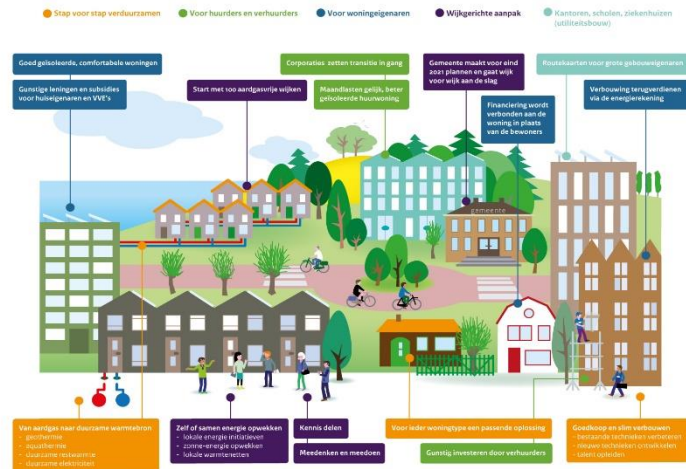 Stap voor stap verduurzamen
Voor huurders en verhuurders
Voor woningeigenaren
Wijkgerichte aanpak
Kantoren, scholen, ziekenhuizen
(utiliteitsbouw)
Goed geïsoleerde, comfortabele woningen
Gunstige leningen en subsidies
voor huiseigenaren en VVE's
Start met 100 aardgasvrije wijken
Corporaties zetten transitie in gang
Maandlasten gelijk, beter
geïsoleerde huurwoning
Gemeente maakt voor eind
2021 plannen en gaat wijk
voor wijk aan de slag
Financiering wordt
verbonden aan de
woning in plaats
van de bewoners
Routekaarten voor grote gebouweigenaren
Verbouwing terugverdienen
via de energierekening
gemeente
Van aardgas naar duurzame warmtebron
- geothermie
- aquathermie
- duurzame restwarmte
- duurzame elektriciteit
Zelf of samen energie opwekken
- lokale energie initiatieven
- zonne-energie opwekken
- lokale warmtenetten
Kennis delen
Meedenken en meedoen
Voor ieder woningtype een passende oplossing
Gunstig investeren door verhuurders
Goedkoop en slim verbouwen
- bestaande technieken verbeteren
- nieuwe technieken ontwikkelen
- talent opleiden